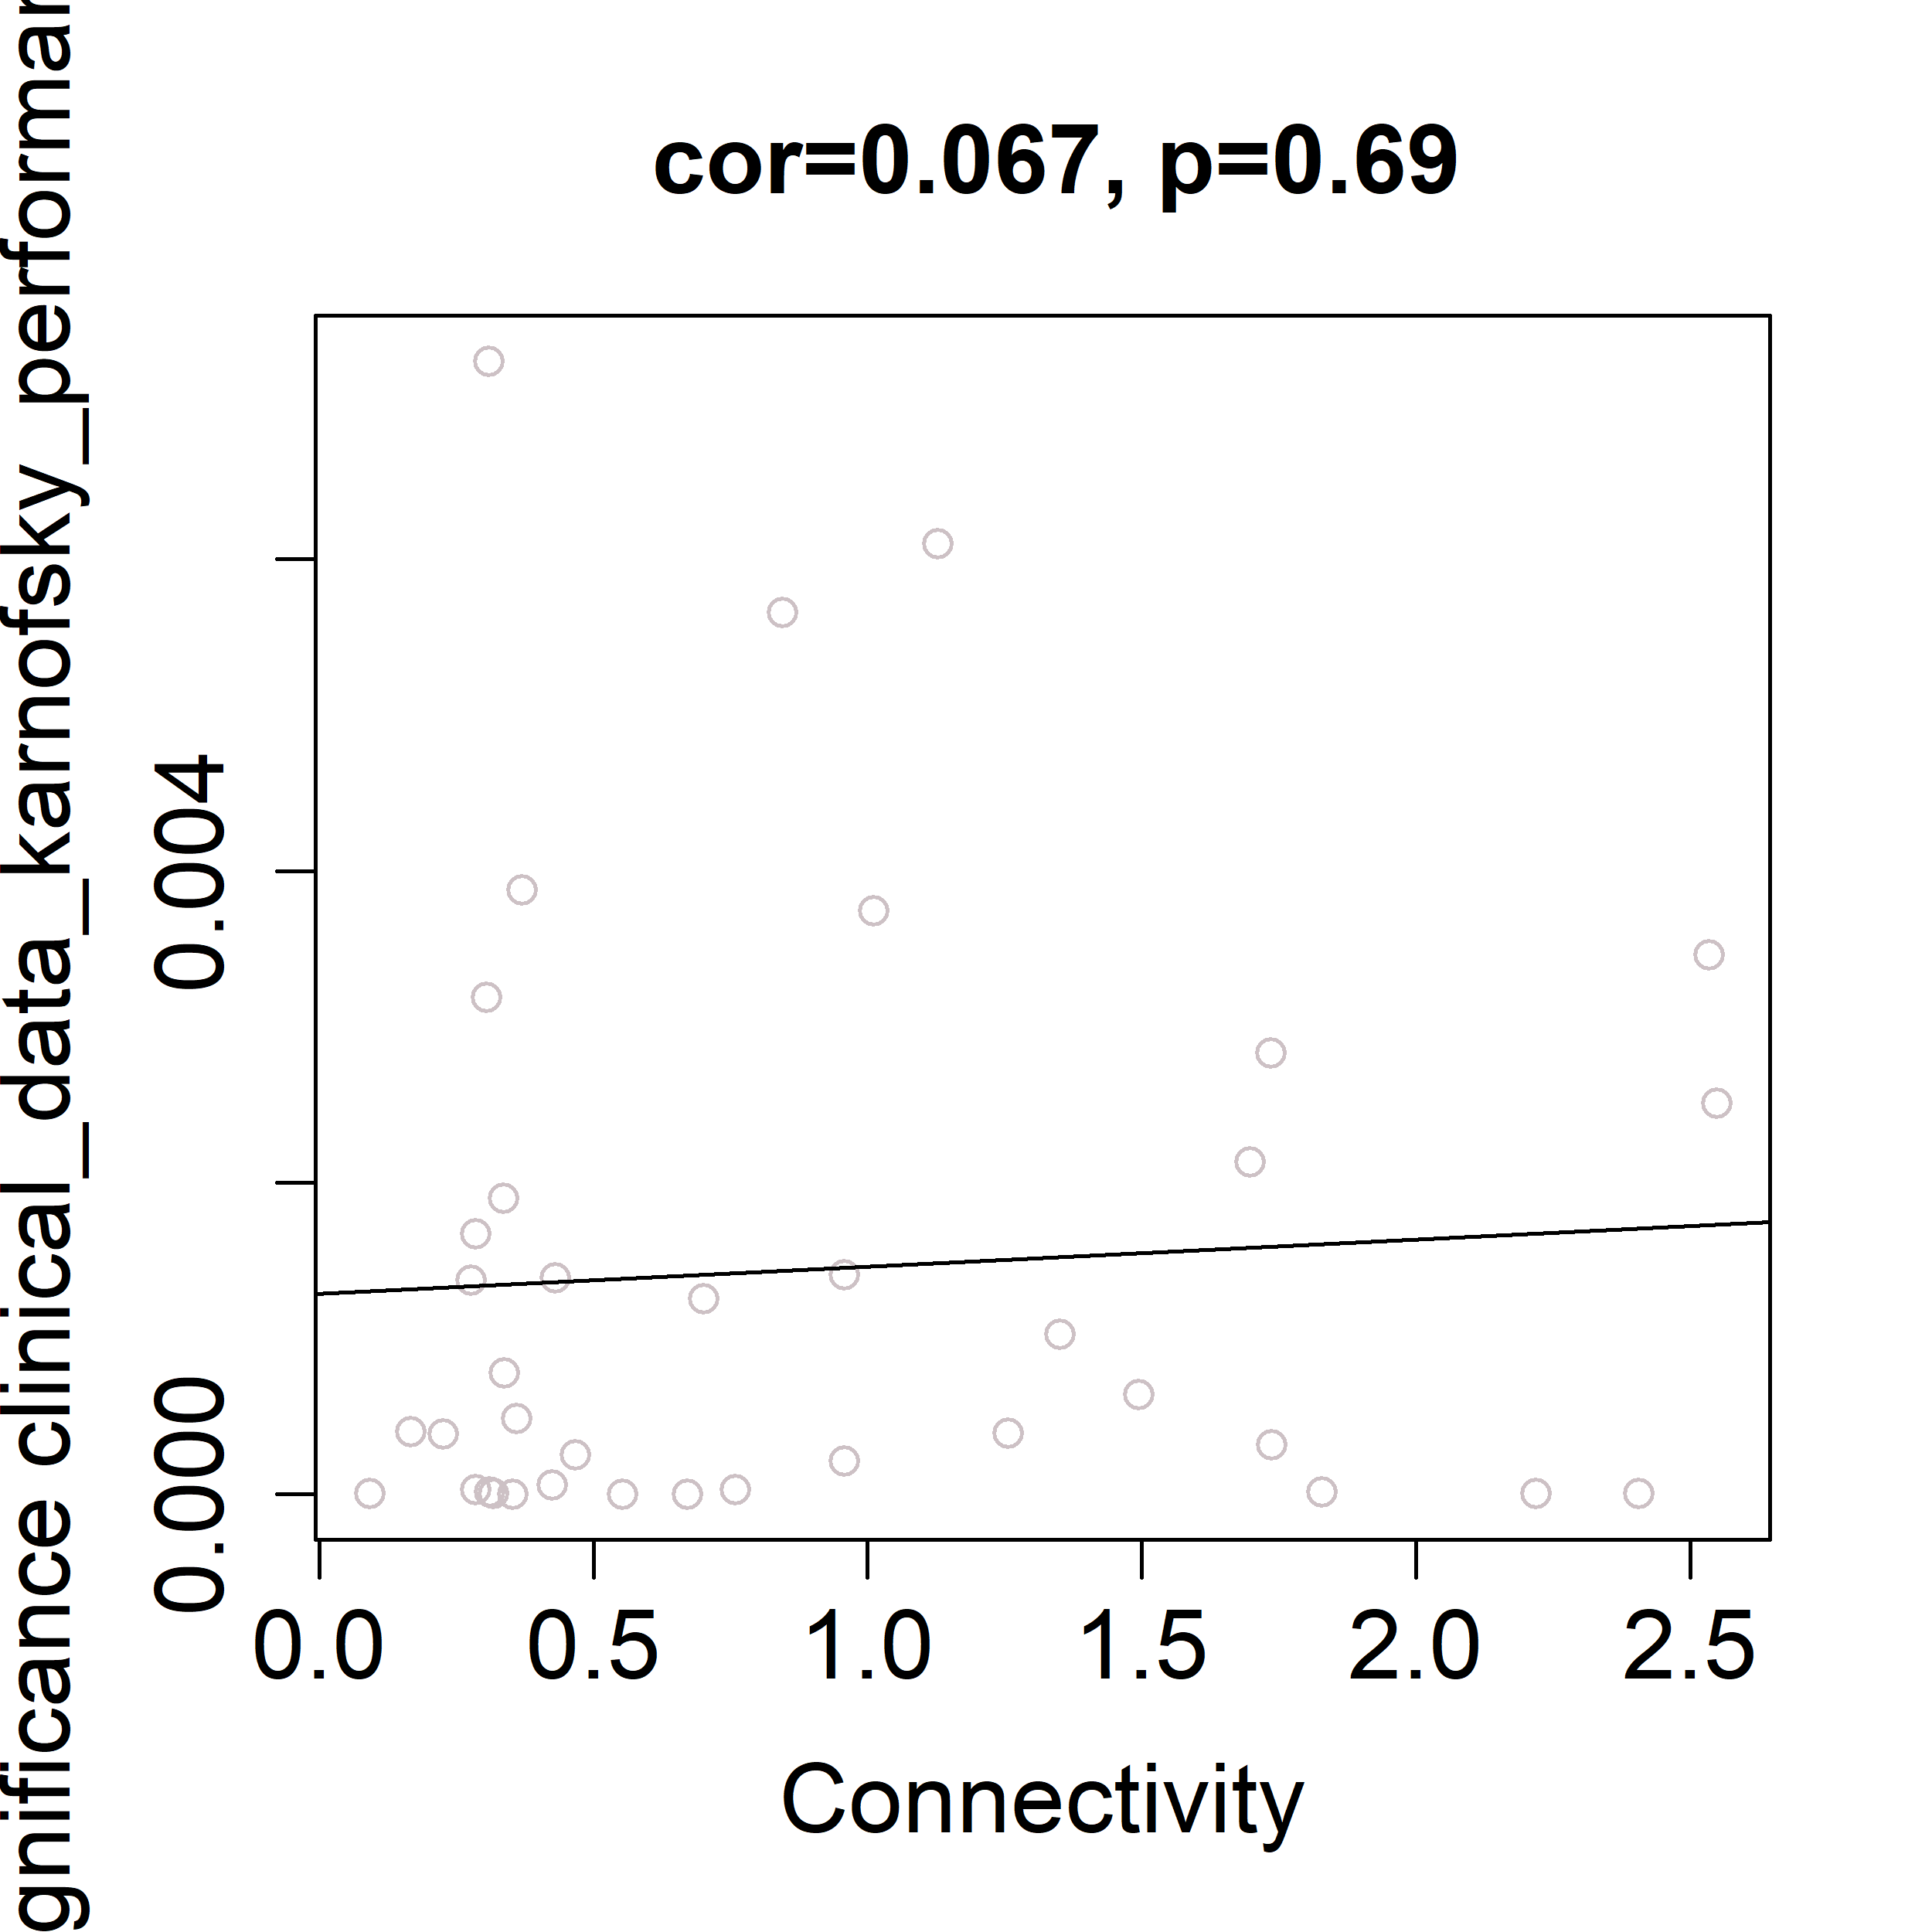 cor=0.067, p=0.69
gnificance clinical_data_karnofsky_performa
0.004
0.000
0.0 0.5 1.0 1.5 2.0 2.5
Connectivity